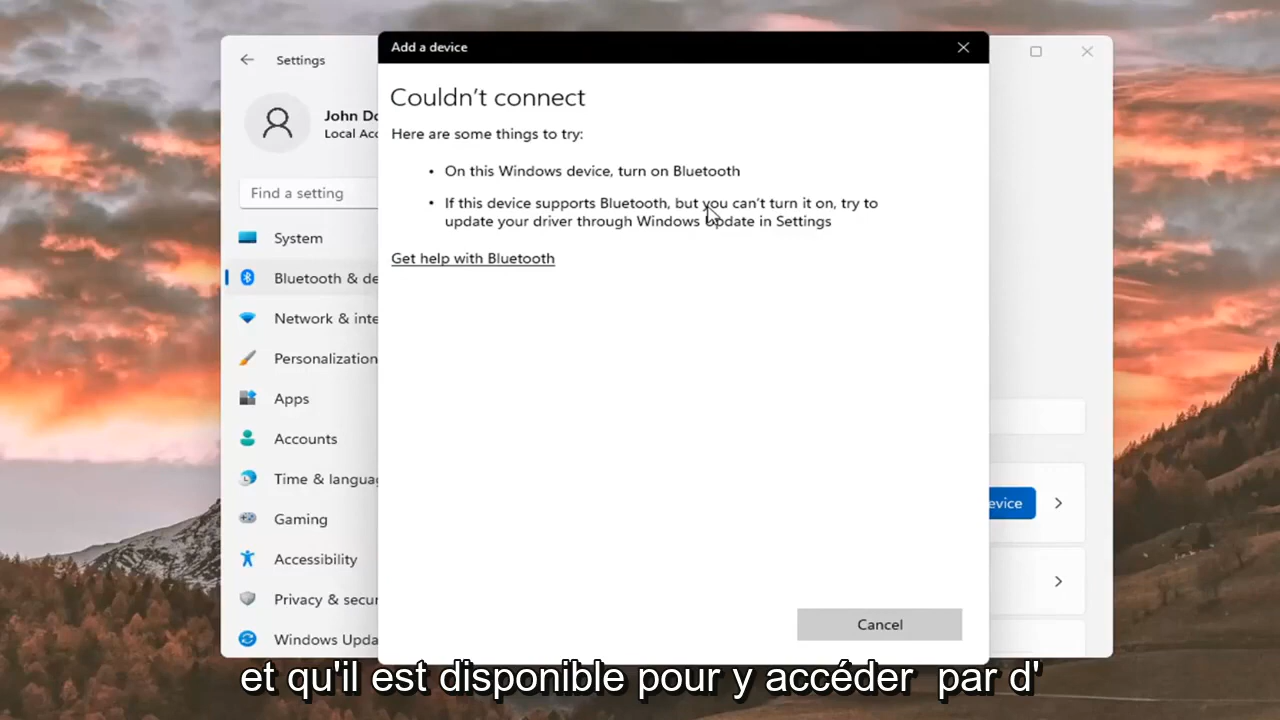 Add a device
Settings
Couldn't connect
John Do
Local Acc
Here are some things to try:
• On this Windows device, turn on Bluetooth
• If this device supports Bluetooth, but you can't turn it on, try to
update your driver through Windows Update in Settings
Get help with Bluetooth
Find a setting
System
Bluetooth & de
Network & inte
Personalization
Apps
Accounts
Time & languag
Gaming
Accessibility
Privacy & secur
Windows Upda
evice
Cancel
et qu'il est disponible pour y accéder par d'